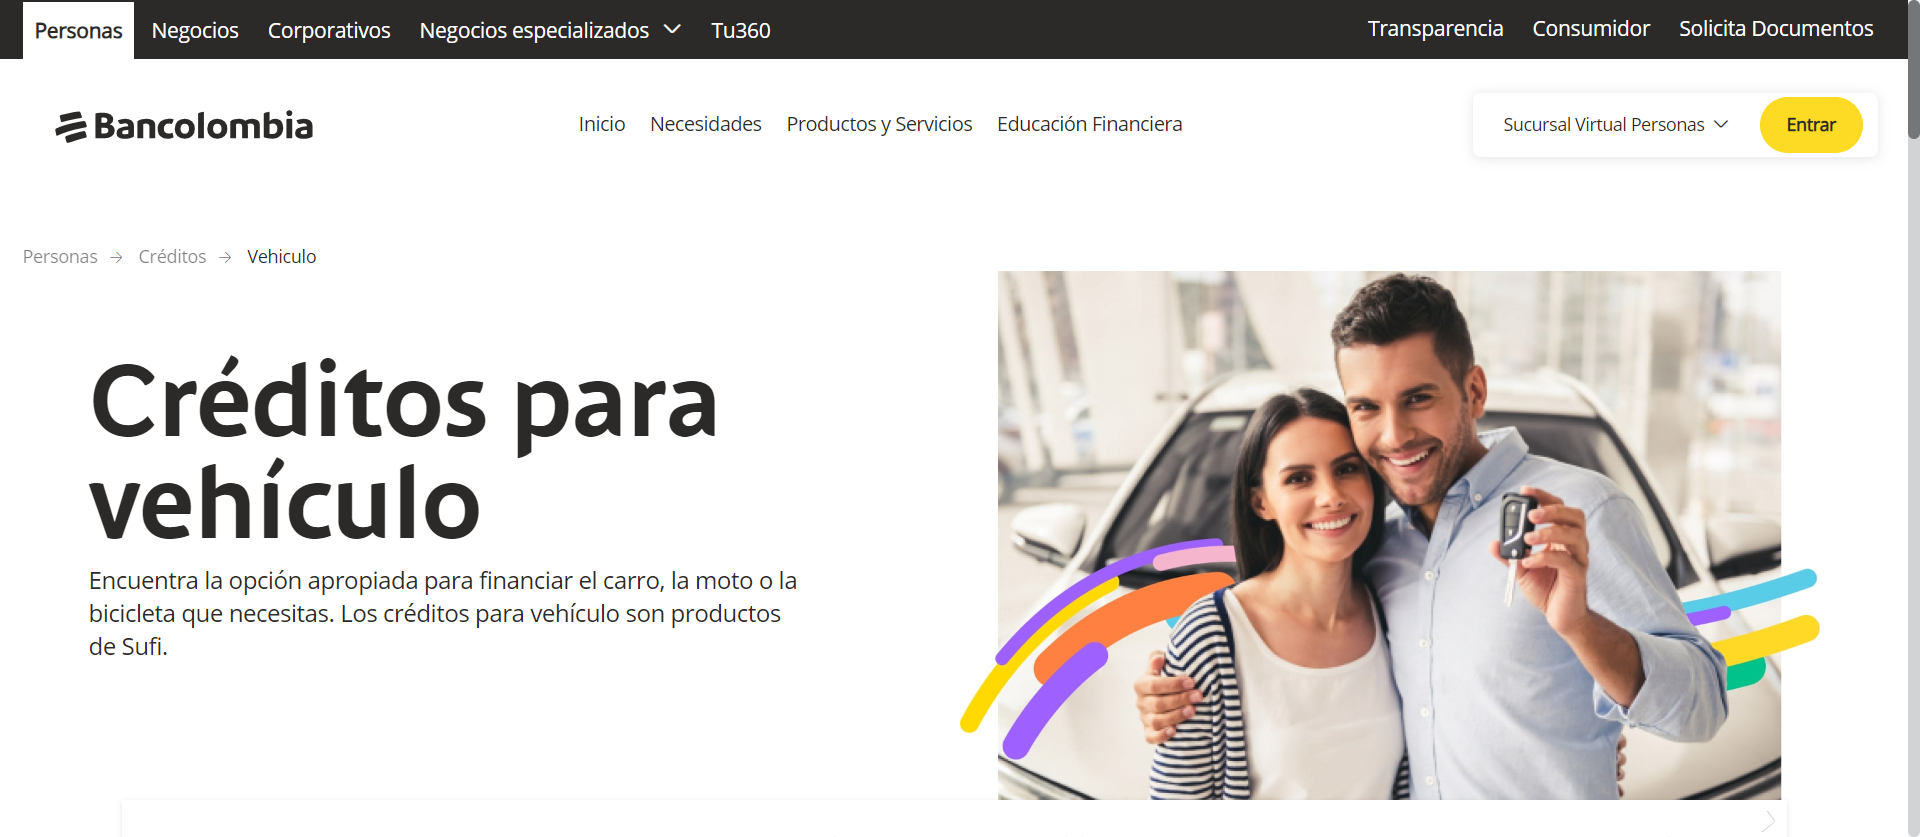 Personas
Negocios
Corporativos
Negocios especializados
Tu360
Transparencia
Consumidor
Solicita Documentos
Bancolombia
Inicio
Necesidades
Productos y Servicios
Educación Financiera
Sucursal Virtual Personas
Entrar
Personas
Créditos
Vehiculo
Créditos para
vehículo
Encuentra la opción apropiada para financiar el carro, la moto o la
bicicleta que necesitas. Los créditos para vehículo son productos
de Sufi.